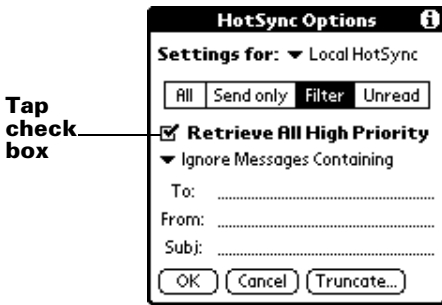 HotSync Options
Settings for: Local HotSync
All Send only Filter Unread
Tap
check
box
Retrieve All High Priority
Ignore Messages Containing
To:
From:
Subj:
OK Cancel Truncate...